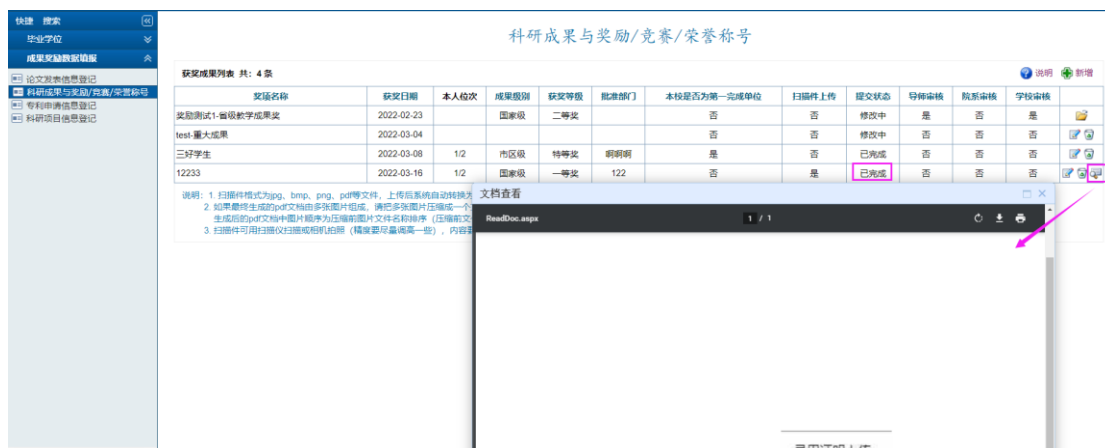 快捷 搜索
毕业学位
成果奖励数据填报
论文发表信息登记
科研成果与奖励/竞赛/荣誉称号
专利申请信息登记
科研项目信息登记
科研成果与奖励/竞赛/荣誉称号
获奖成果列表 共：4条 说明 新增
奖项名称 获奖日期 本人位次 成果级别 获奖等级 批准部门 本校是否为第一完成单位 扫描件上传 提交状态 导师审核 院系审核 学校审核
奖励测试1-省级教学成果奖 2022-02-23 国家级 二等奖 否 否 修改中 是 否 是
test-重大成果 2022-03-04 否 否 修改中 否 否 否
三好学生 2022-03-08 1/2 市区级 特等奖 啊啊啊 是 否 已完成 否 否 否
12233 2022-03-16 1/2 国家级 一等奖 122 否 是 已完成 否 否 否
说明：1. 扫描件格式为jpg、bmp、png、pdf等文件，上传后系统自动转换为
2. 如果最终生成的pdf文档由多张图片组成，请把多张图片压缩成一个
生成后的pdf文档中图片顺序为压缩前图片文件名称排序（压缩前文
3. 扫描件可用扫描仪扫描或相机拍照（精度要尽量调高一些），内容要
文档查看
ReadDoc.aspx 1 / 1